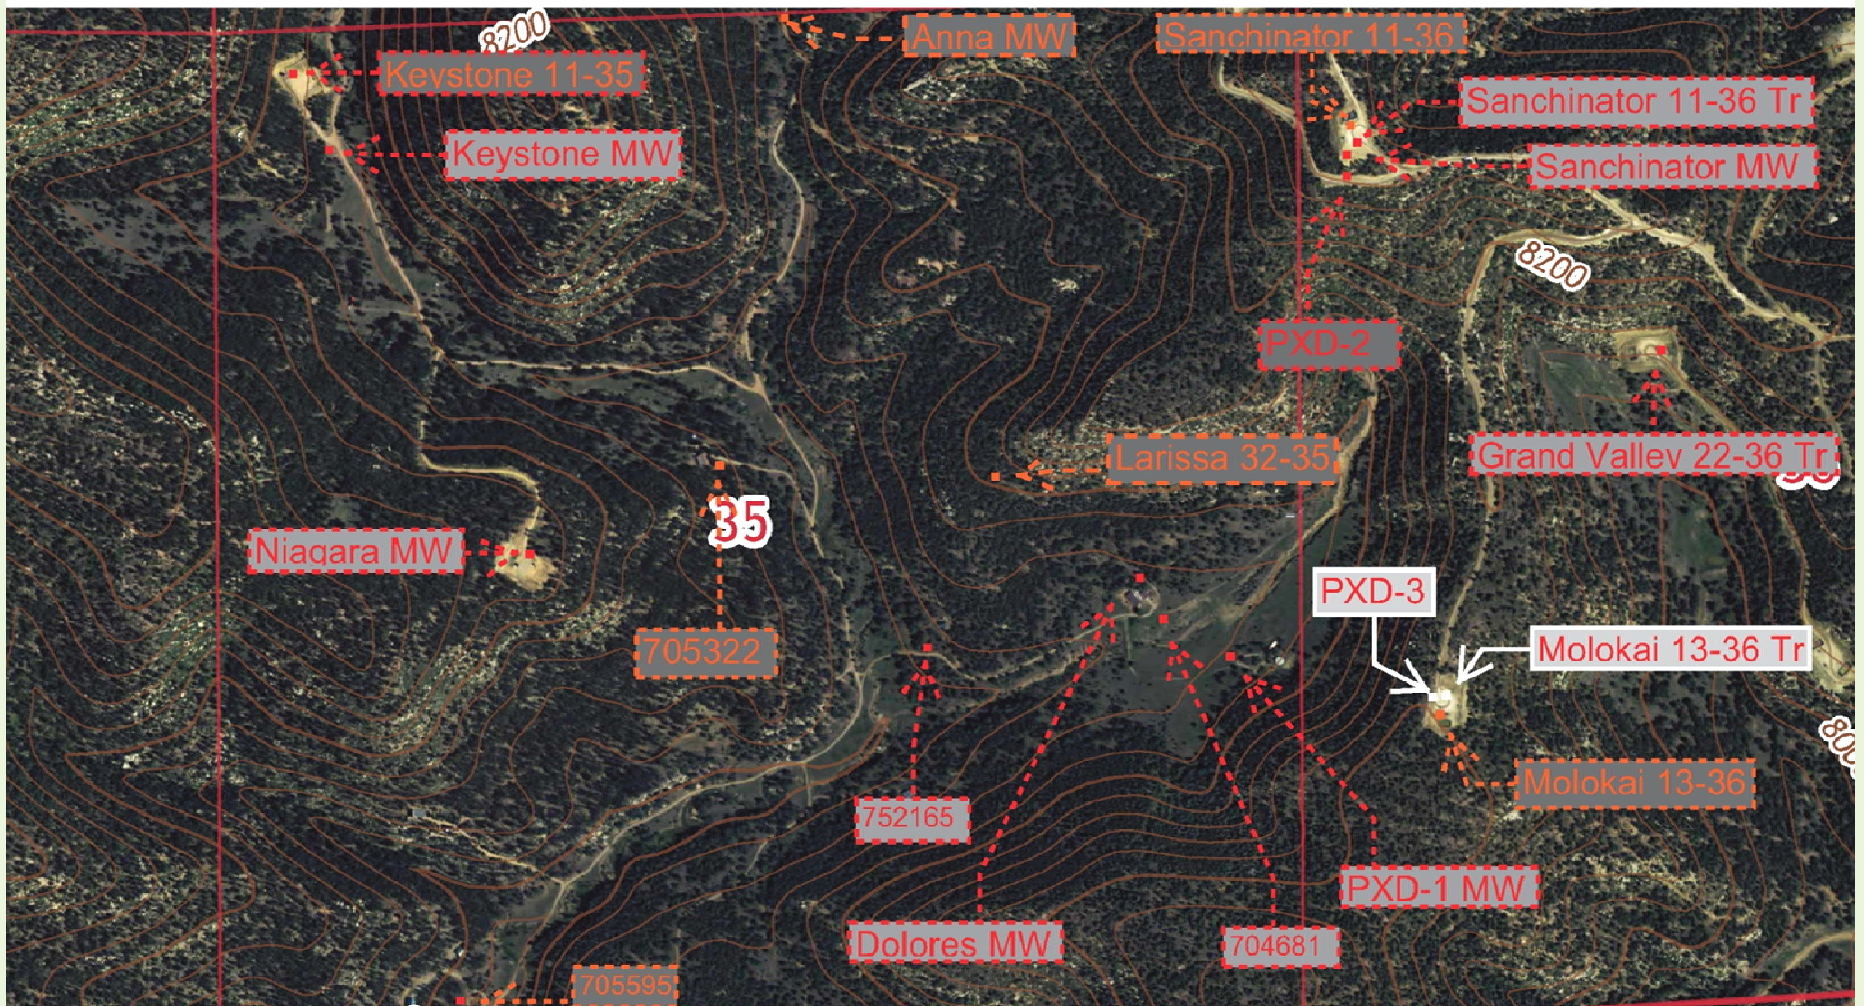 8200
Anna MW
Sanchinator 11-36
Keystone 11-35
Sanchinator 11-36 Tr
Keystone MW
Sanchinator MW
8200
PXD-2
Larissa 32-35
Grand Valley 22-36 Tr
35
Niagara MW
PXD-3
705322
Molokai 13-36 Tr
Molokai 13-36
752165
PXD-1 MW
Dolores MW
704681
705595